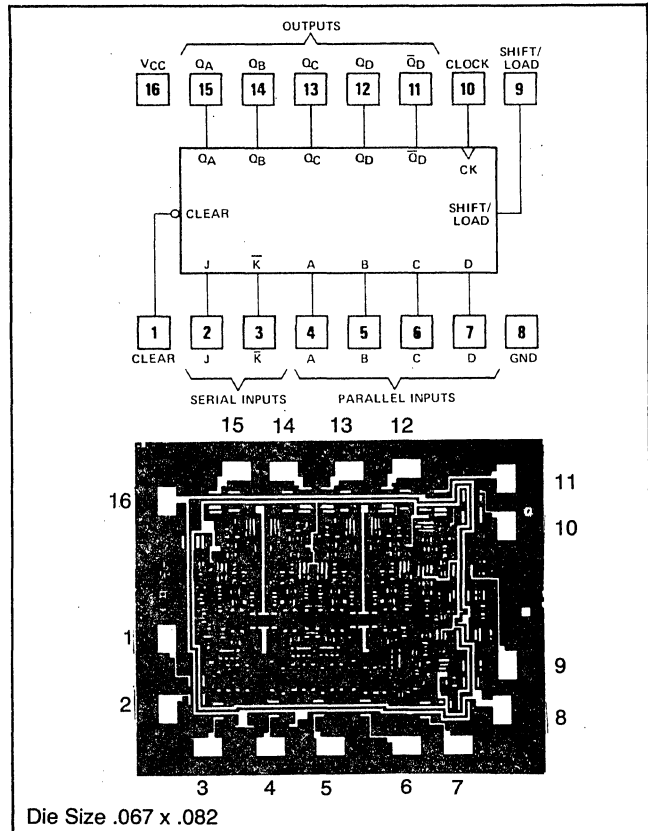 OUTPUTS
VCC QA QB QC QD Q̅D CLOCK SHIFT/
LOAD
16 15 14 13 12 11 10 9
QA QB QC QD Q̅D
CK
CLEAR
SHIFT/
LOAD
J K̅ A B C D
1 2 3 4 5 6 7 8
CLEAR J K̅ A B C D GND
SERIAL INPUTS PARALLEL INPUTS
15 14 13 12
16
11
10
1
9
2
8
3 4 5 6 7
Die Size .067 x .082